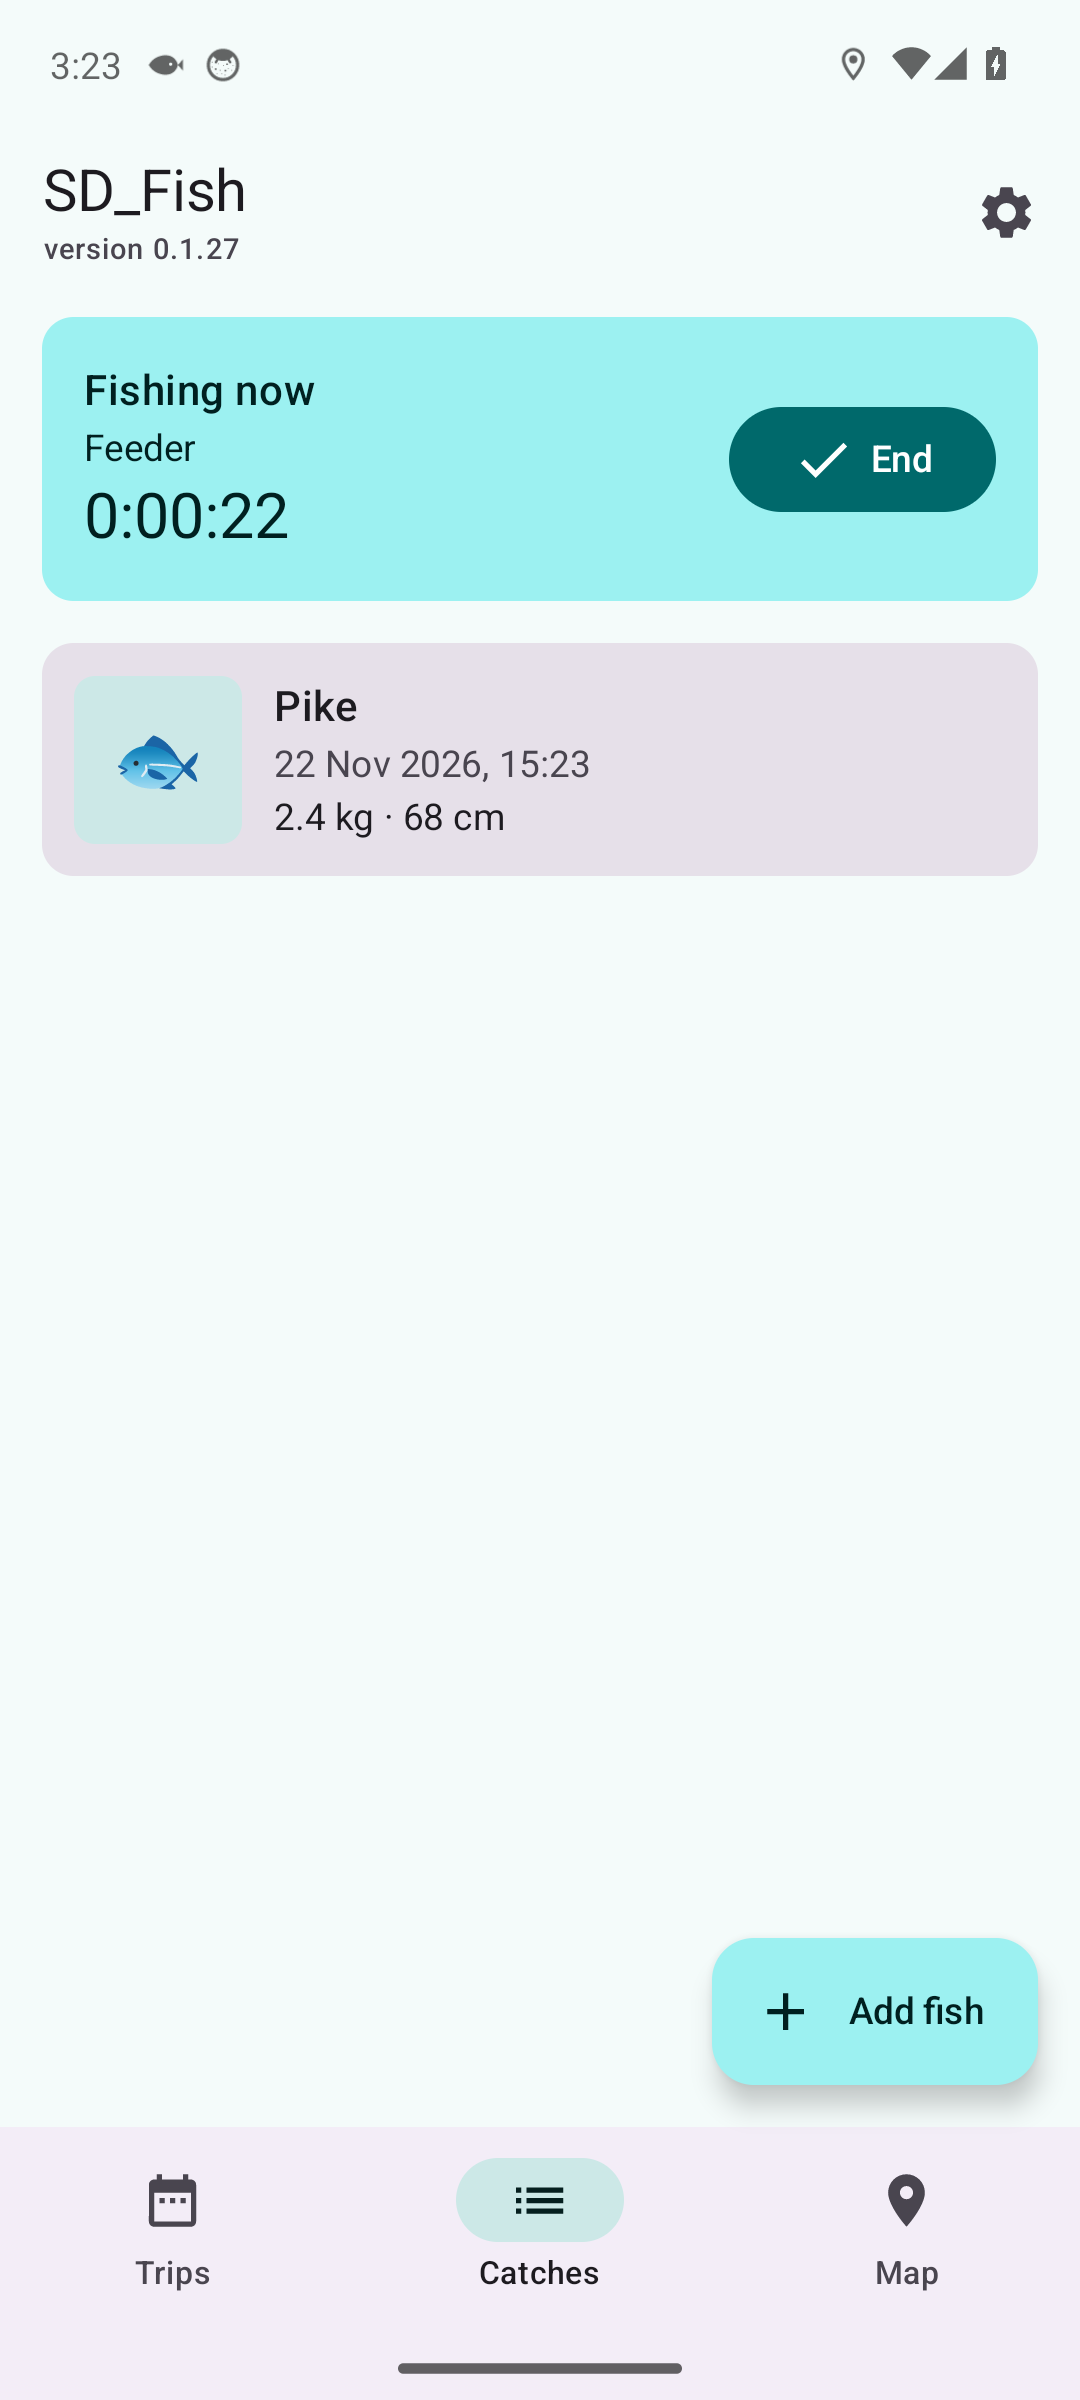 3:23
SD_Fish
version 0.1.27
Fishing now
Feeder
0:00:22
End
Pike
22 Nov 2026, 15:23
2.4 kg · 68 cm
Add fish
Trips
Catches
Map